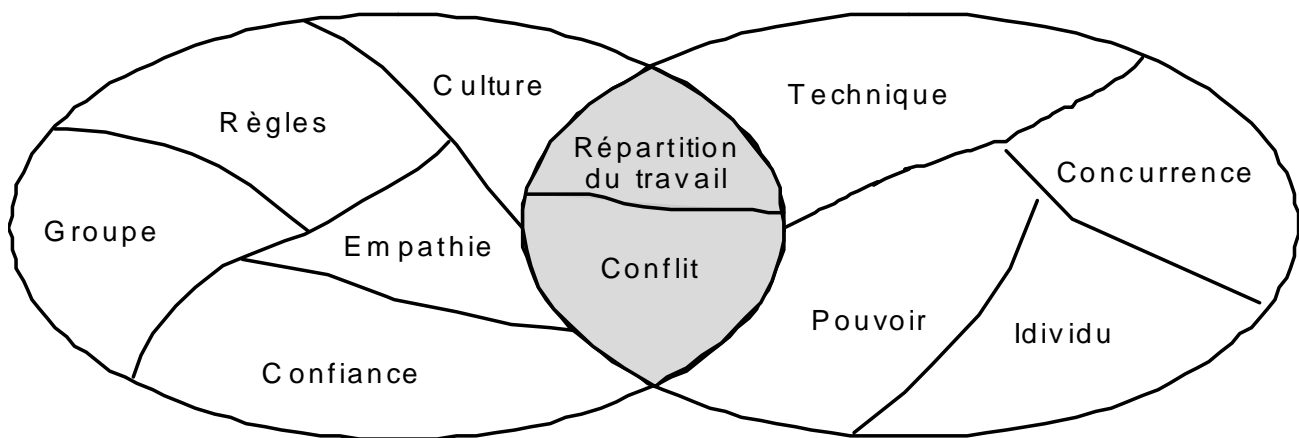 Culture
Technique
Règles
Répartition
du travail
Concurrence
Groupe
Empathie
Conflit
Pouvoir
Idividu
Confiance